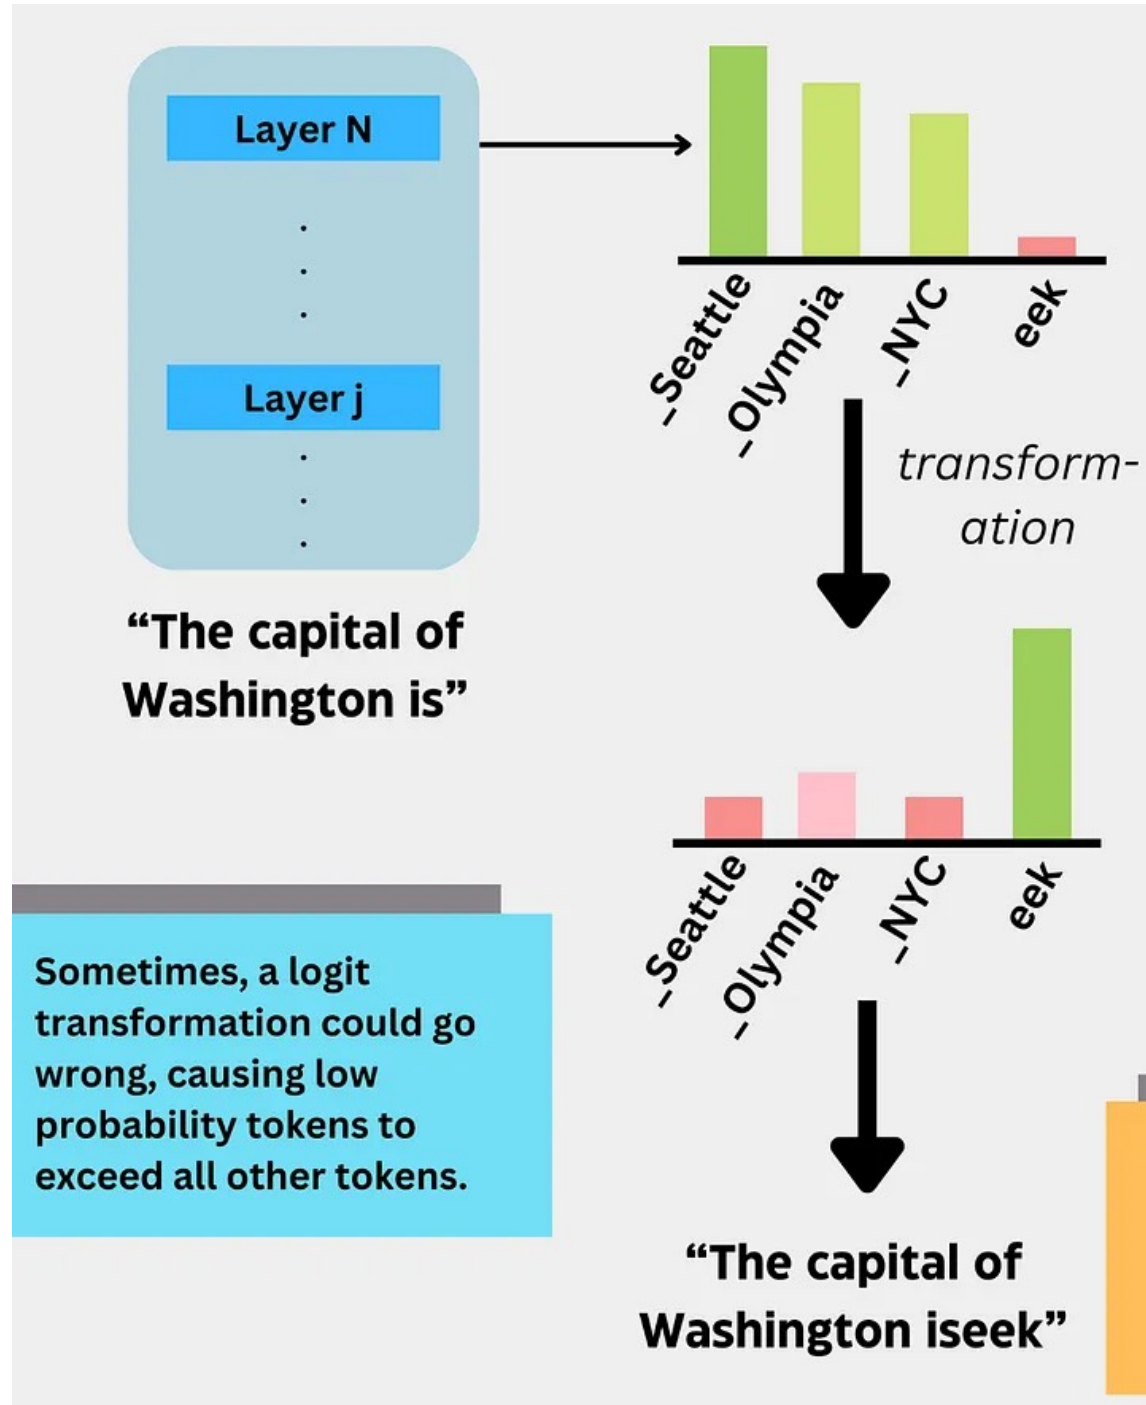 Layer N
Layer j
“The capital of
Washington is”
_Seattle
_Olympia
_NYC
eek
transform-
ation
_Seattle
_Olympia
_NYC
eek
Sometimes, a logit
transformation could go
wrong, causing low
probability tokens to
exceed all other tokens.
“The capital of
Washington iseek”